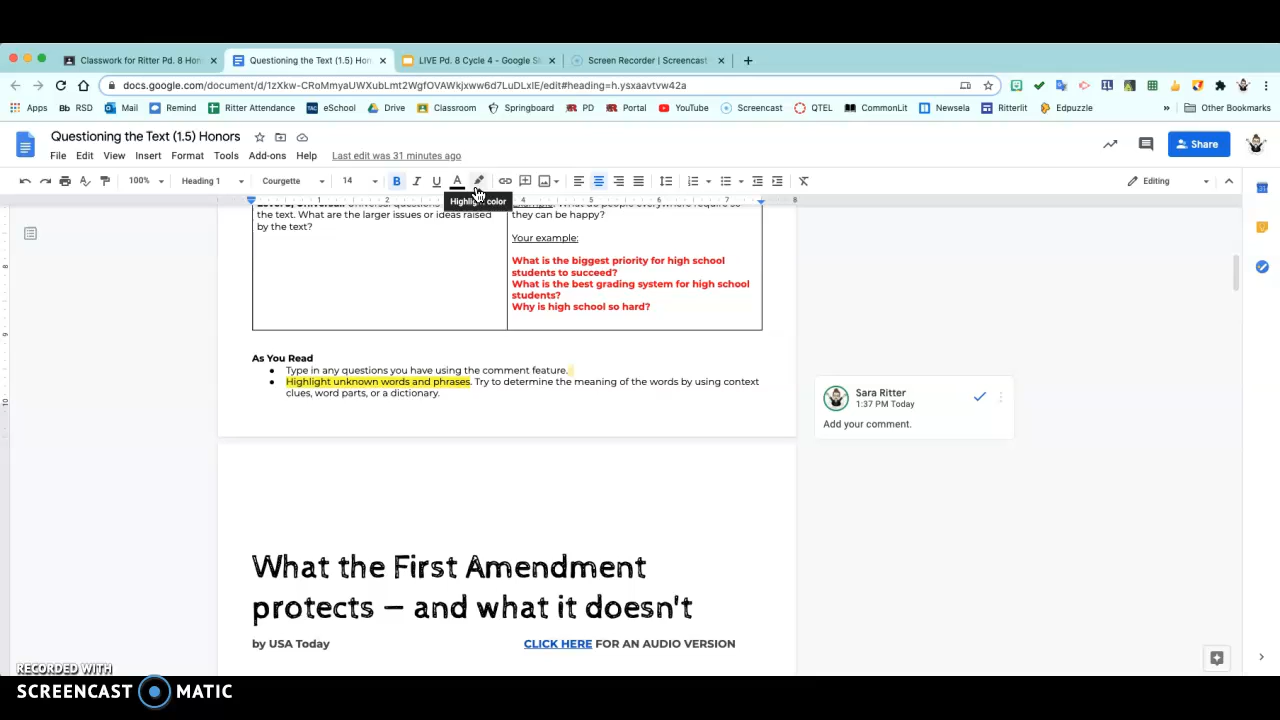 Classwork for Ritter Pd. 8 Hon
Questioning the Text (1.5) Hon
LIVE Pd. 8 Cycle 4 - Google Sl
Screen Recorder | Screencast
docs.google.com/document/d/1zXkw-CRoMmyaUWXubLmt2WgfOVAWkjxww6d7LuDLxIE/edit#heading=h.ysxaavtvw42a
Apps
Bb RSD
Mail
Remind
Ritter Attendance
eSchool
Drive
Classroom
Springboard
PD
Portal
YouTube
Screencast
QTEL
CommonLit
Newsela
Ritterlit
Edpuzzle
»
Other Bookmarks
Questioning the Text (1.5) Honors
File Edit View Insert Format Tools Add-ons Help Last edit was 31 minutes ago
Share
100% Heading 1 Courgette 14 B I U A
Editing
Highlight color
4 5 6 7 8
the text. What are the larger issues or ideas raised
by the text?
they can be happy?
Your example:
What is the biggest priority for high school
students to succeed?
What is the best grading system for high school
students?
Why is high school so hard?
8
9
10
As You Read
● Type in any questions you have using the comment feature.
● Highlight unknown words and phrases. Try to determine the meaning of the words by using context
clues, word parts, or a dictionary.
Sara Ritter
1:37 PM Today
Add your comment.
What the First Amendment
protects – and what it doesn't
by USA Today
CLICK HERE FOR AN AUDIO VERSION
RECORDED WITH
SCREENCAST MATIC